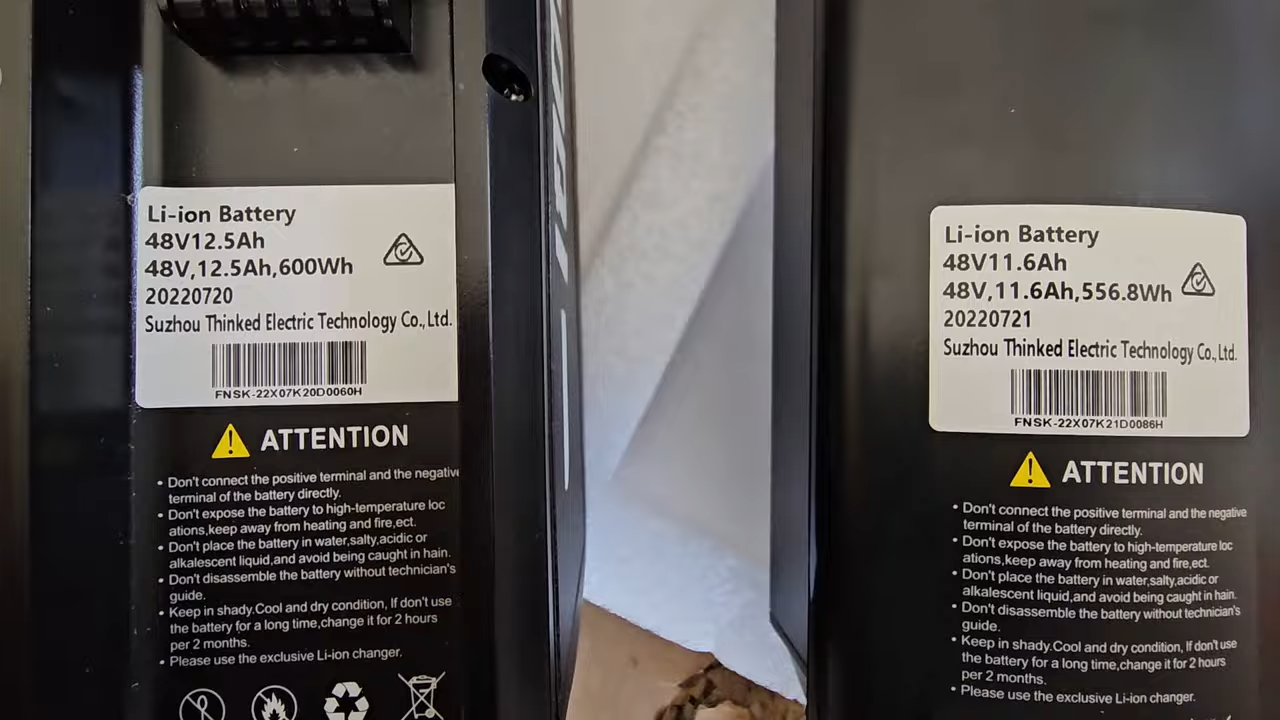 Li-ion Battery
48V12.5Ah
48V,12.5Ah,600Wh
20220720
Suzhou Thinked Electric Technology Co.,Ltd.
FNSK-22X07K20D0060H
ATTENTION
• Don't connect the positive terminal and the negative
terminal of the battery directly.
• Don't expose the battery to high-temperature loc
ations,keep away from heating and fire,ect.
• Don't place the battery in water,salty,acidic or
alkalescent liquid,and avoid being caught in hain.
• Don't disassemble the battery without technician's
guide.
• Keep in shady.Cool and dry condition, If don't use
the battery for a long time,change it for 2 hours
per 2 months.
• Please use the exclusive Li-ion changer.
Li-ion Battery
48V11.6Ah
48V,11.6Ah,556.8Wh
20220721
Suzhou Thinked Electric Technology Co.,Ltd.
FNSK-22X07K21D0086H
ATTENTION
• Don't connect the positive terminal and the negative
terminal of the battery directly.
• Don't expose the battery to high-temperature loc
ations,keep away from heating and fire,ect.
• Don't place the battery in water,salty,acidic or
alkalescent liquid,and avoid being caught in hain.
• Don't disassemble the battery without technician's
guide.
• Keep in shady.Cool and dry condition, If don't use
the battery for a long time,change it for 2 hours
per 2 months.
• Please use the exclusive Li-ion changer.